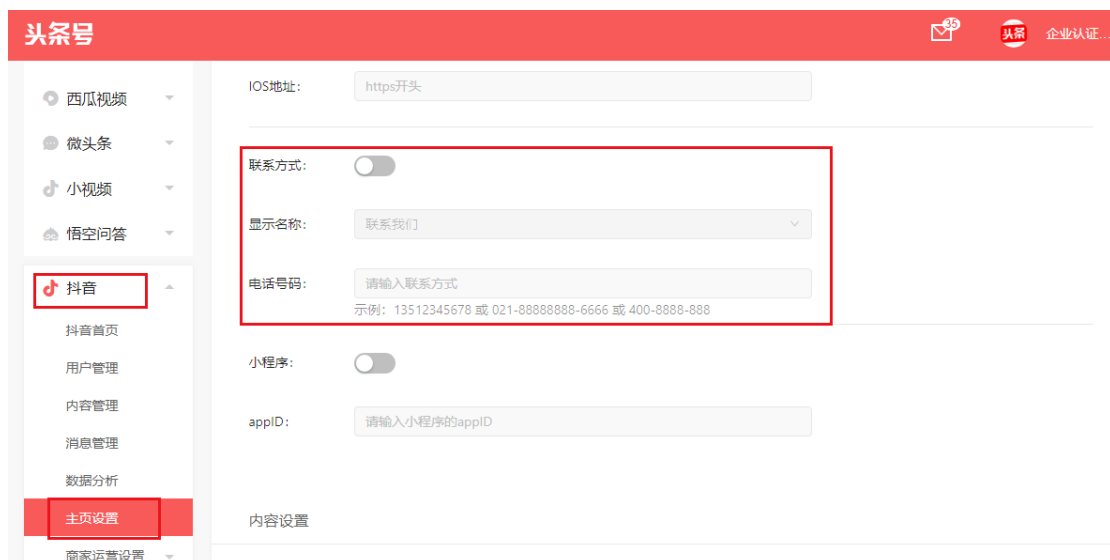 头条号
35
头条
企业认证...
西瓜视频
微头条
小视频
悟空问答
抖音
抖音首页
用户管理
内容管理
消息管理
数据分析
主页设置
商家运营设置
IOS地址：
https开头
联系方式：
显示名称：
联系我们
电话号码：
请输入联系方式
示例：13512345678 或 021-88888888-6666 或 400-8888-888
小程序：
appID：
请输入小程序的appID
内容设置